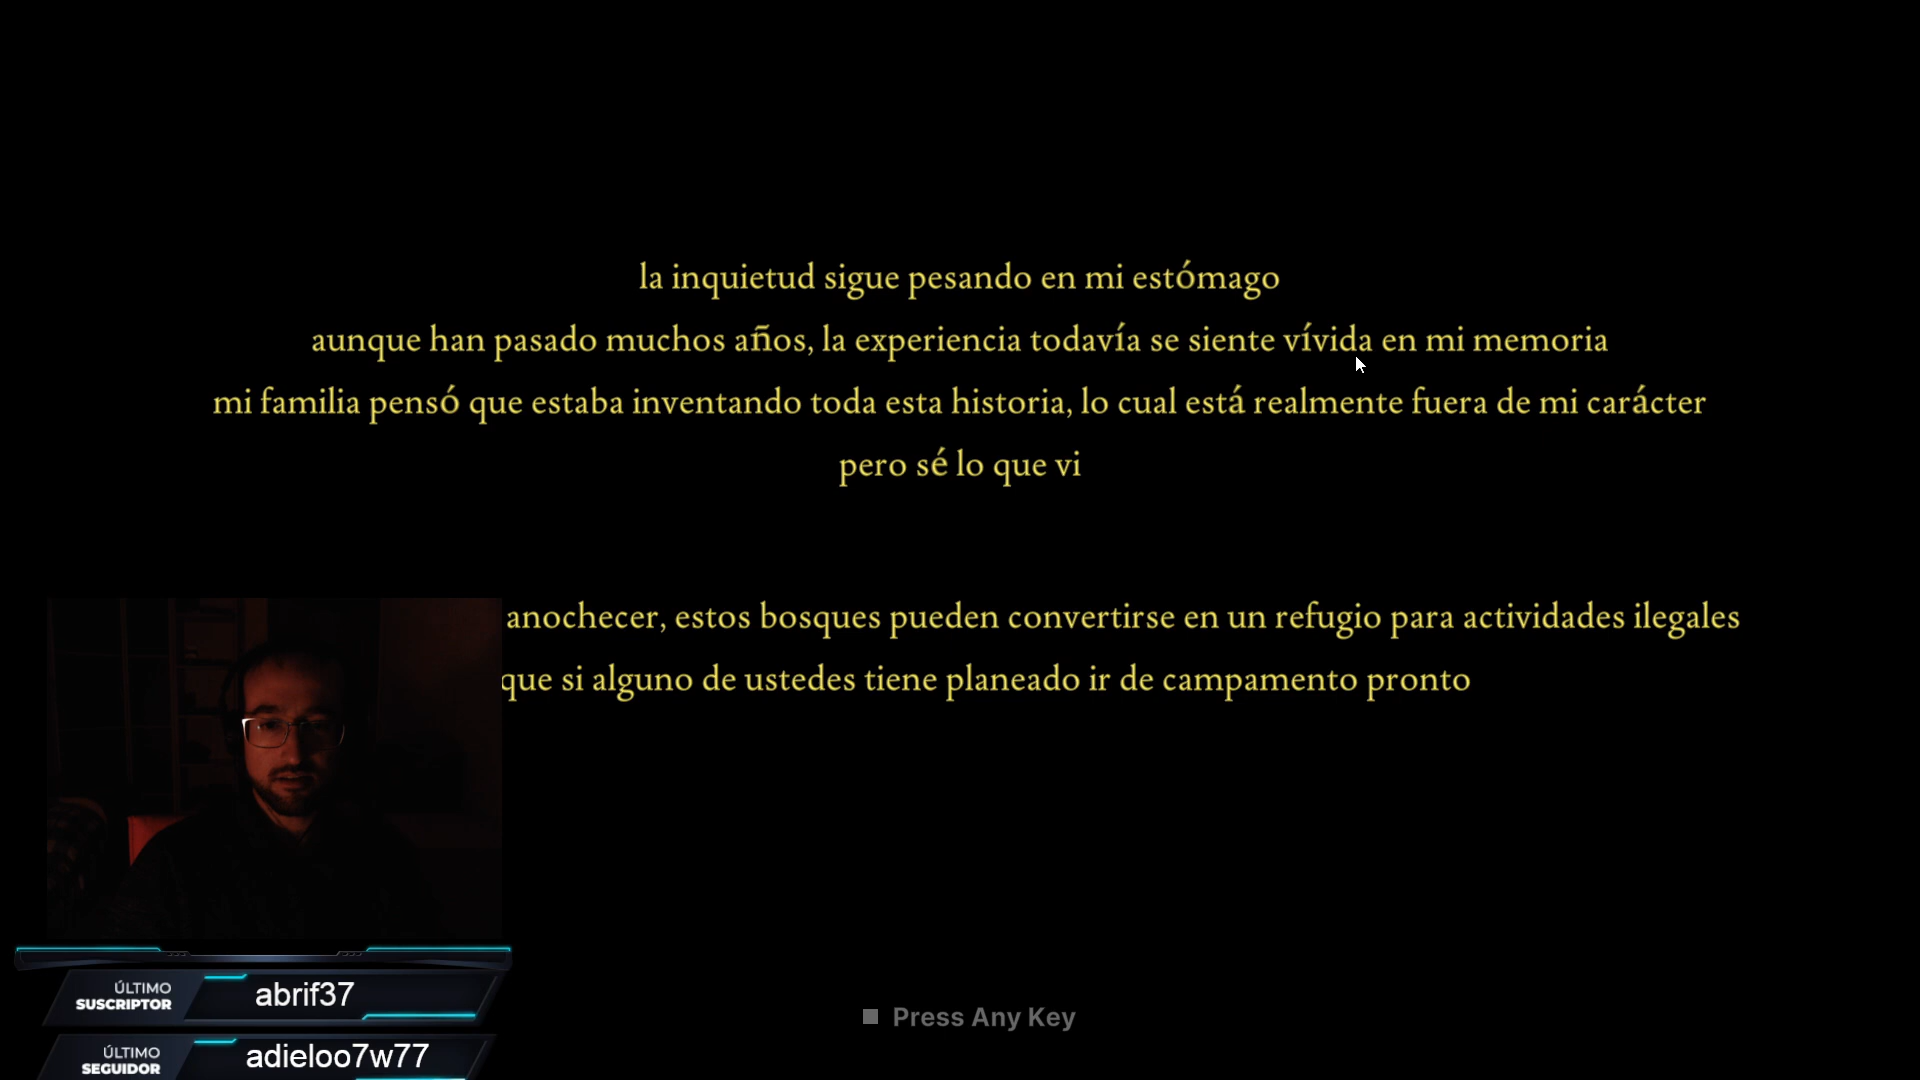 la inquietud sigue pesando en mi estómago
aunque han pasado muchos años, la experiencia todavía se siente vívida en mi memoria
mi familia pensó que estaba inventando toda esta historia, lo cual está realmente fuera de mi carácter
pero sé lo que vi
anochecer, estos bosques pueden convertirse en un refugio para actividades ilegales
que si alguno de ustedes tiene planeado ir de campamento pronto
ÚLTIMO
SUSCRIPTOR
abrif37
ÚLTIMO
SEGUIDOR
adieloo7w77
Press Any Key